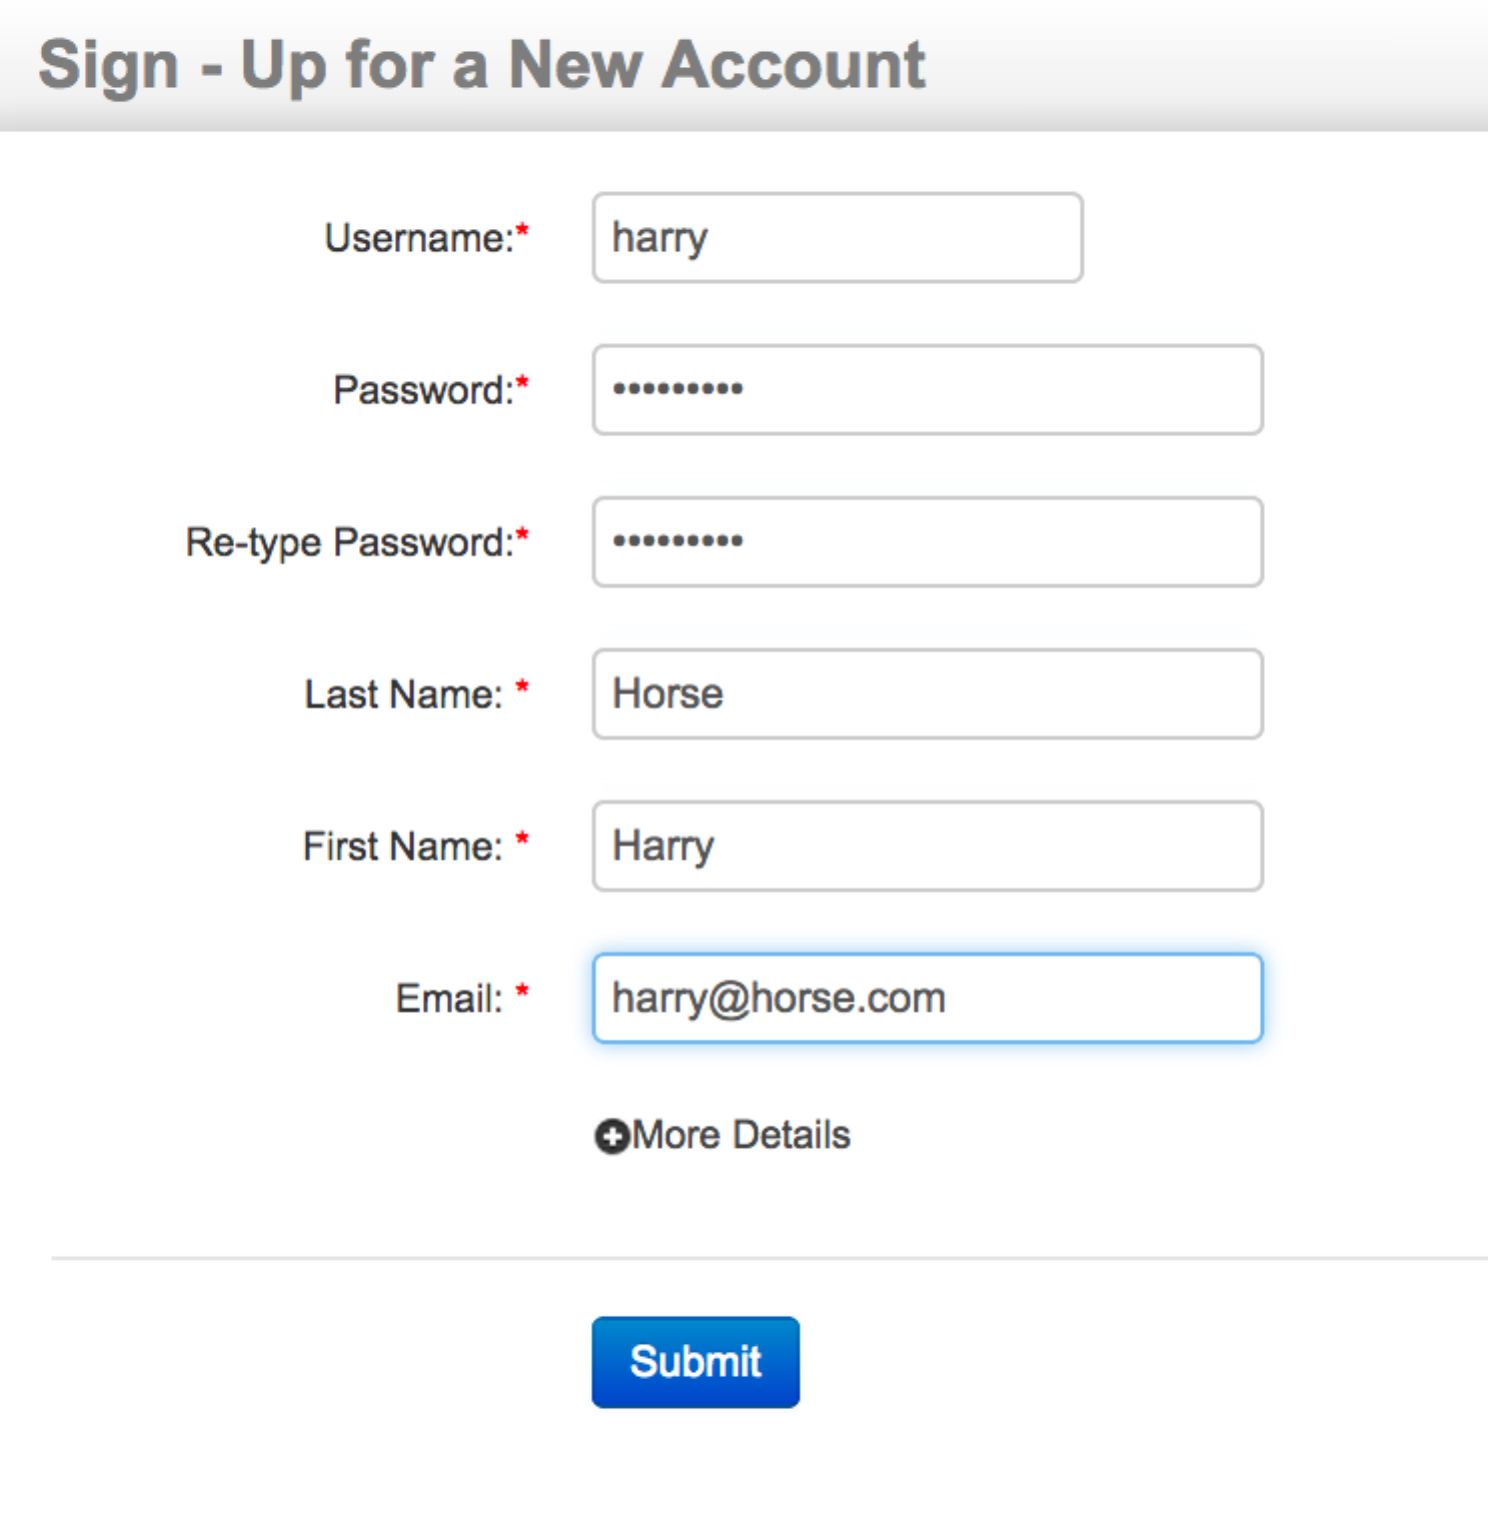 Sign - Up for a New Account
Username:* harry
Password:* •••••••••
Re-type Password:* •••••••••
Last Name: * Horse
First Name: * Harry
Email: * harry@horse.com
More Details
Submit